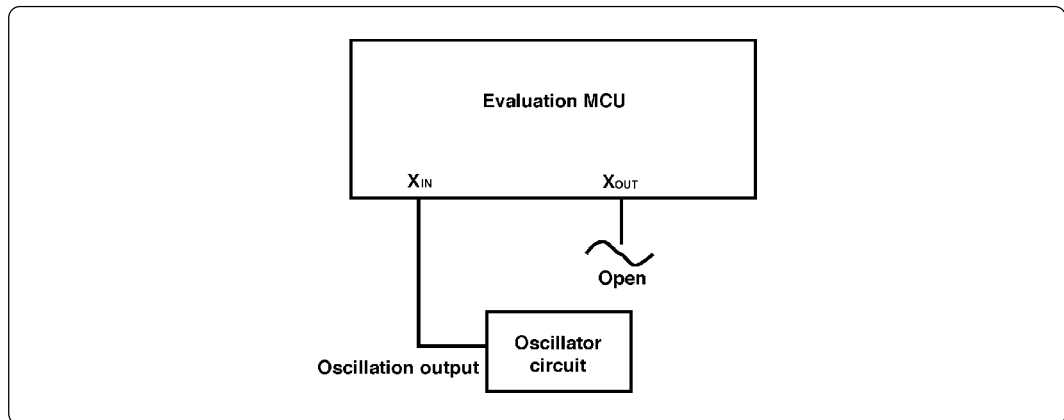 Evaluation MCU
XIN
XOUT
Open
Oscillation output
Oscillator
circuit